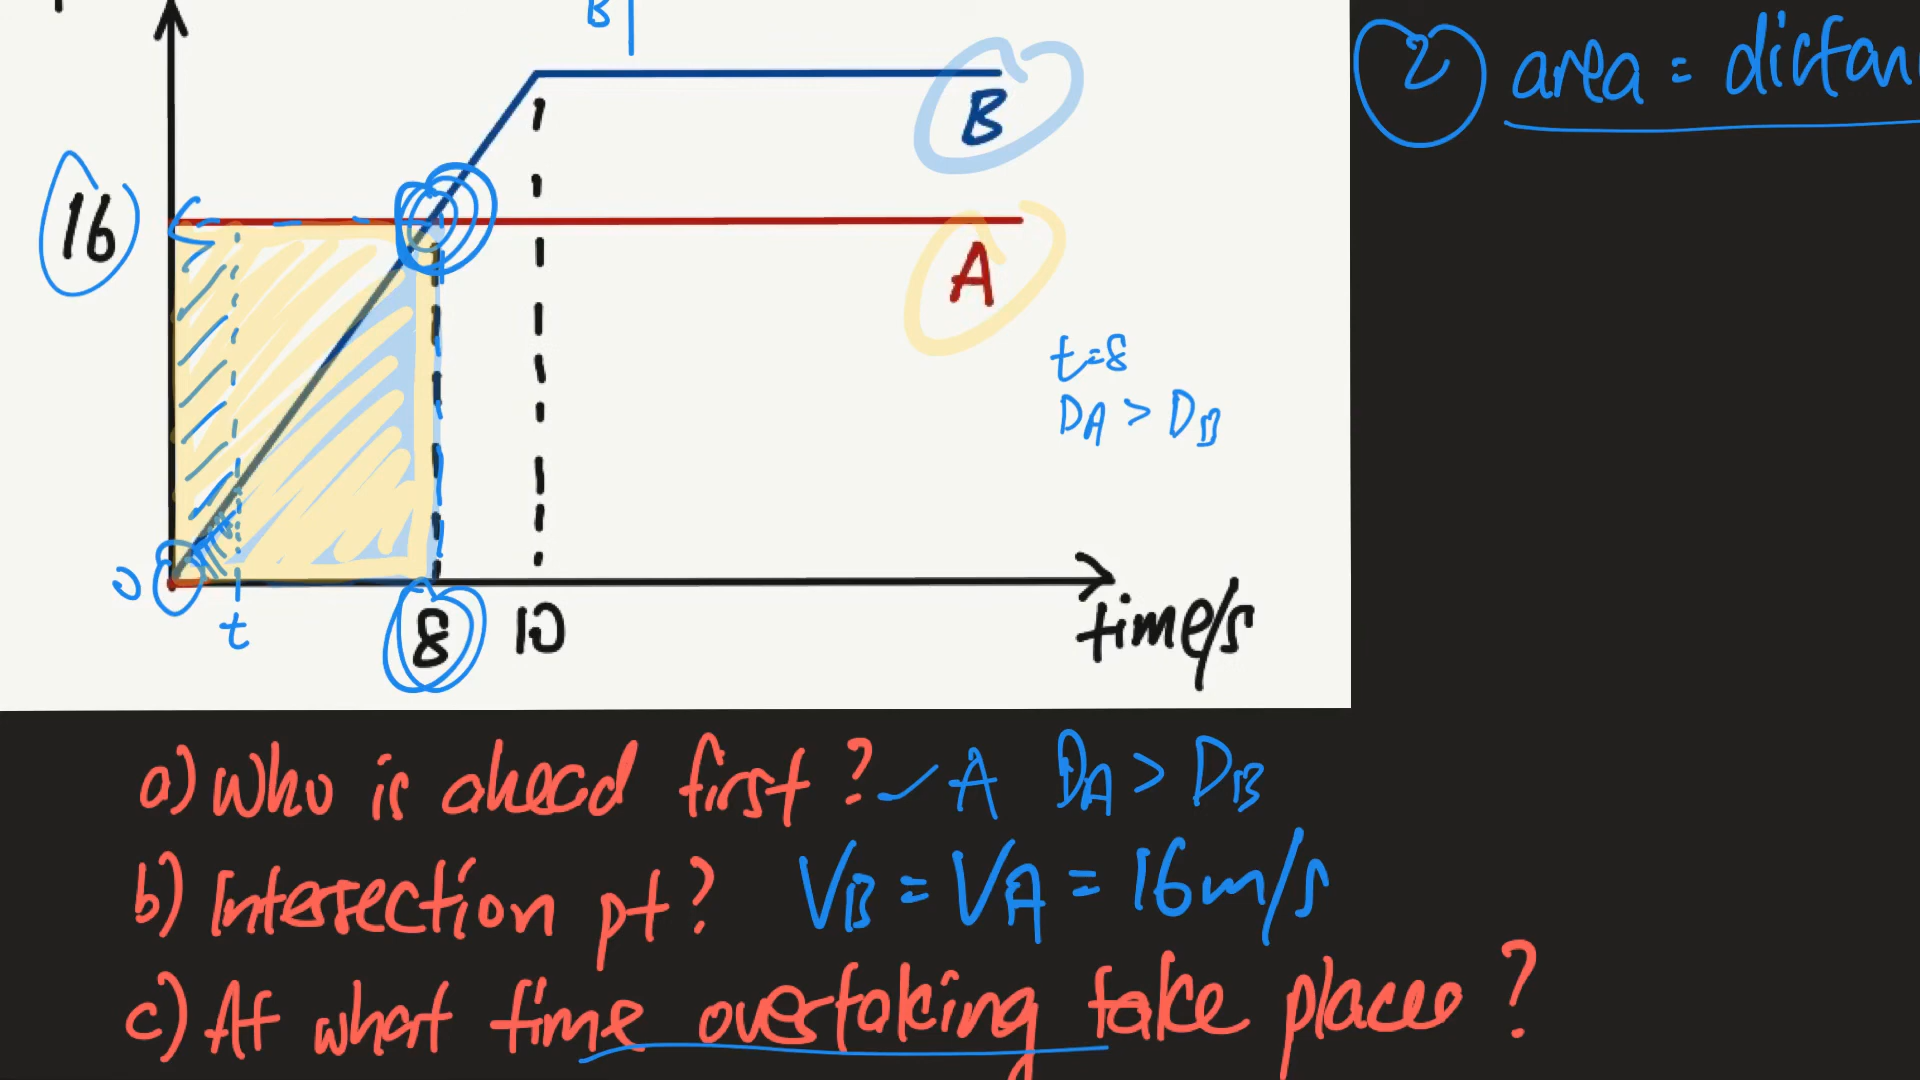 B
② area = distan
B
16
A
t=8
DA > DB
0
t
8
10
time/s
a) Who is ahead first? A DA > DB
b) Intersection pt? VB = VA = 16m/s
c) At what time overtaking take places?